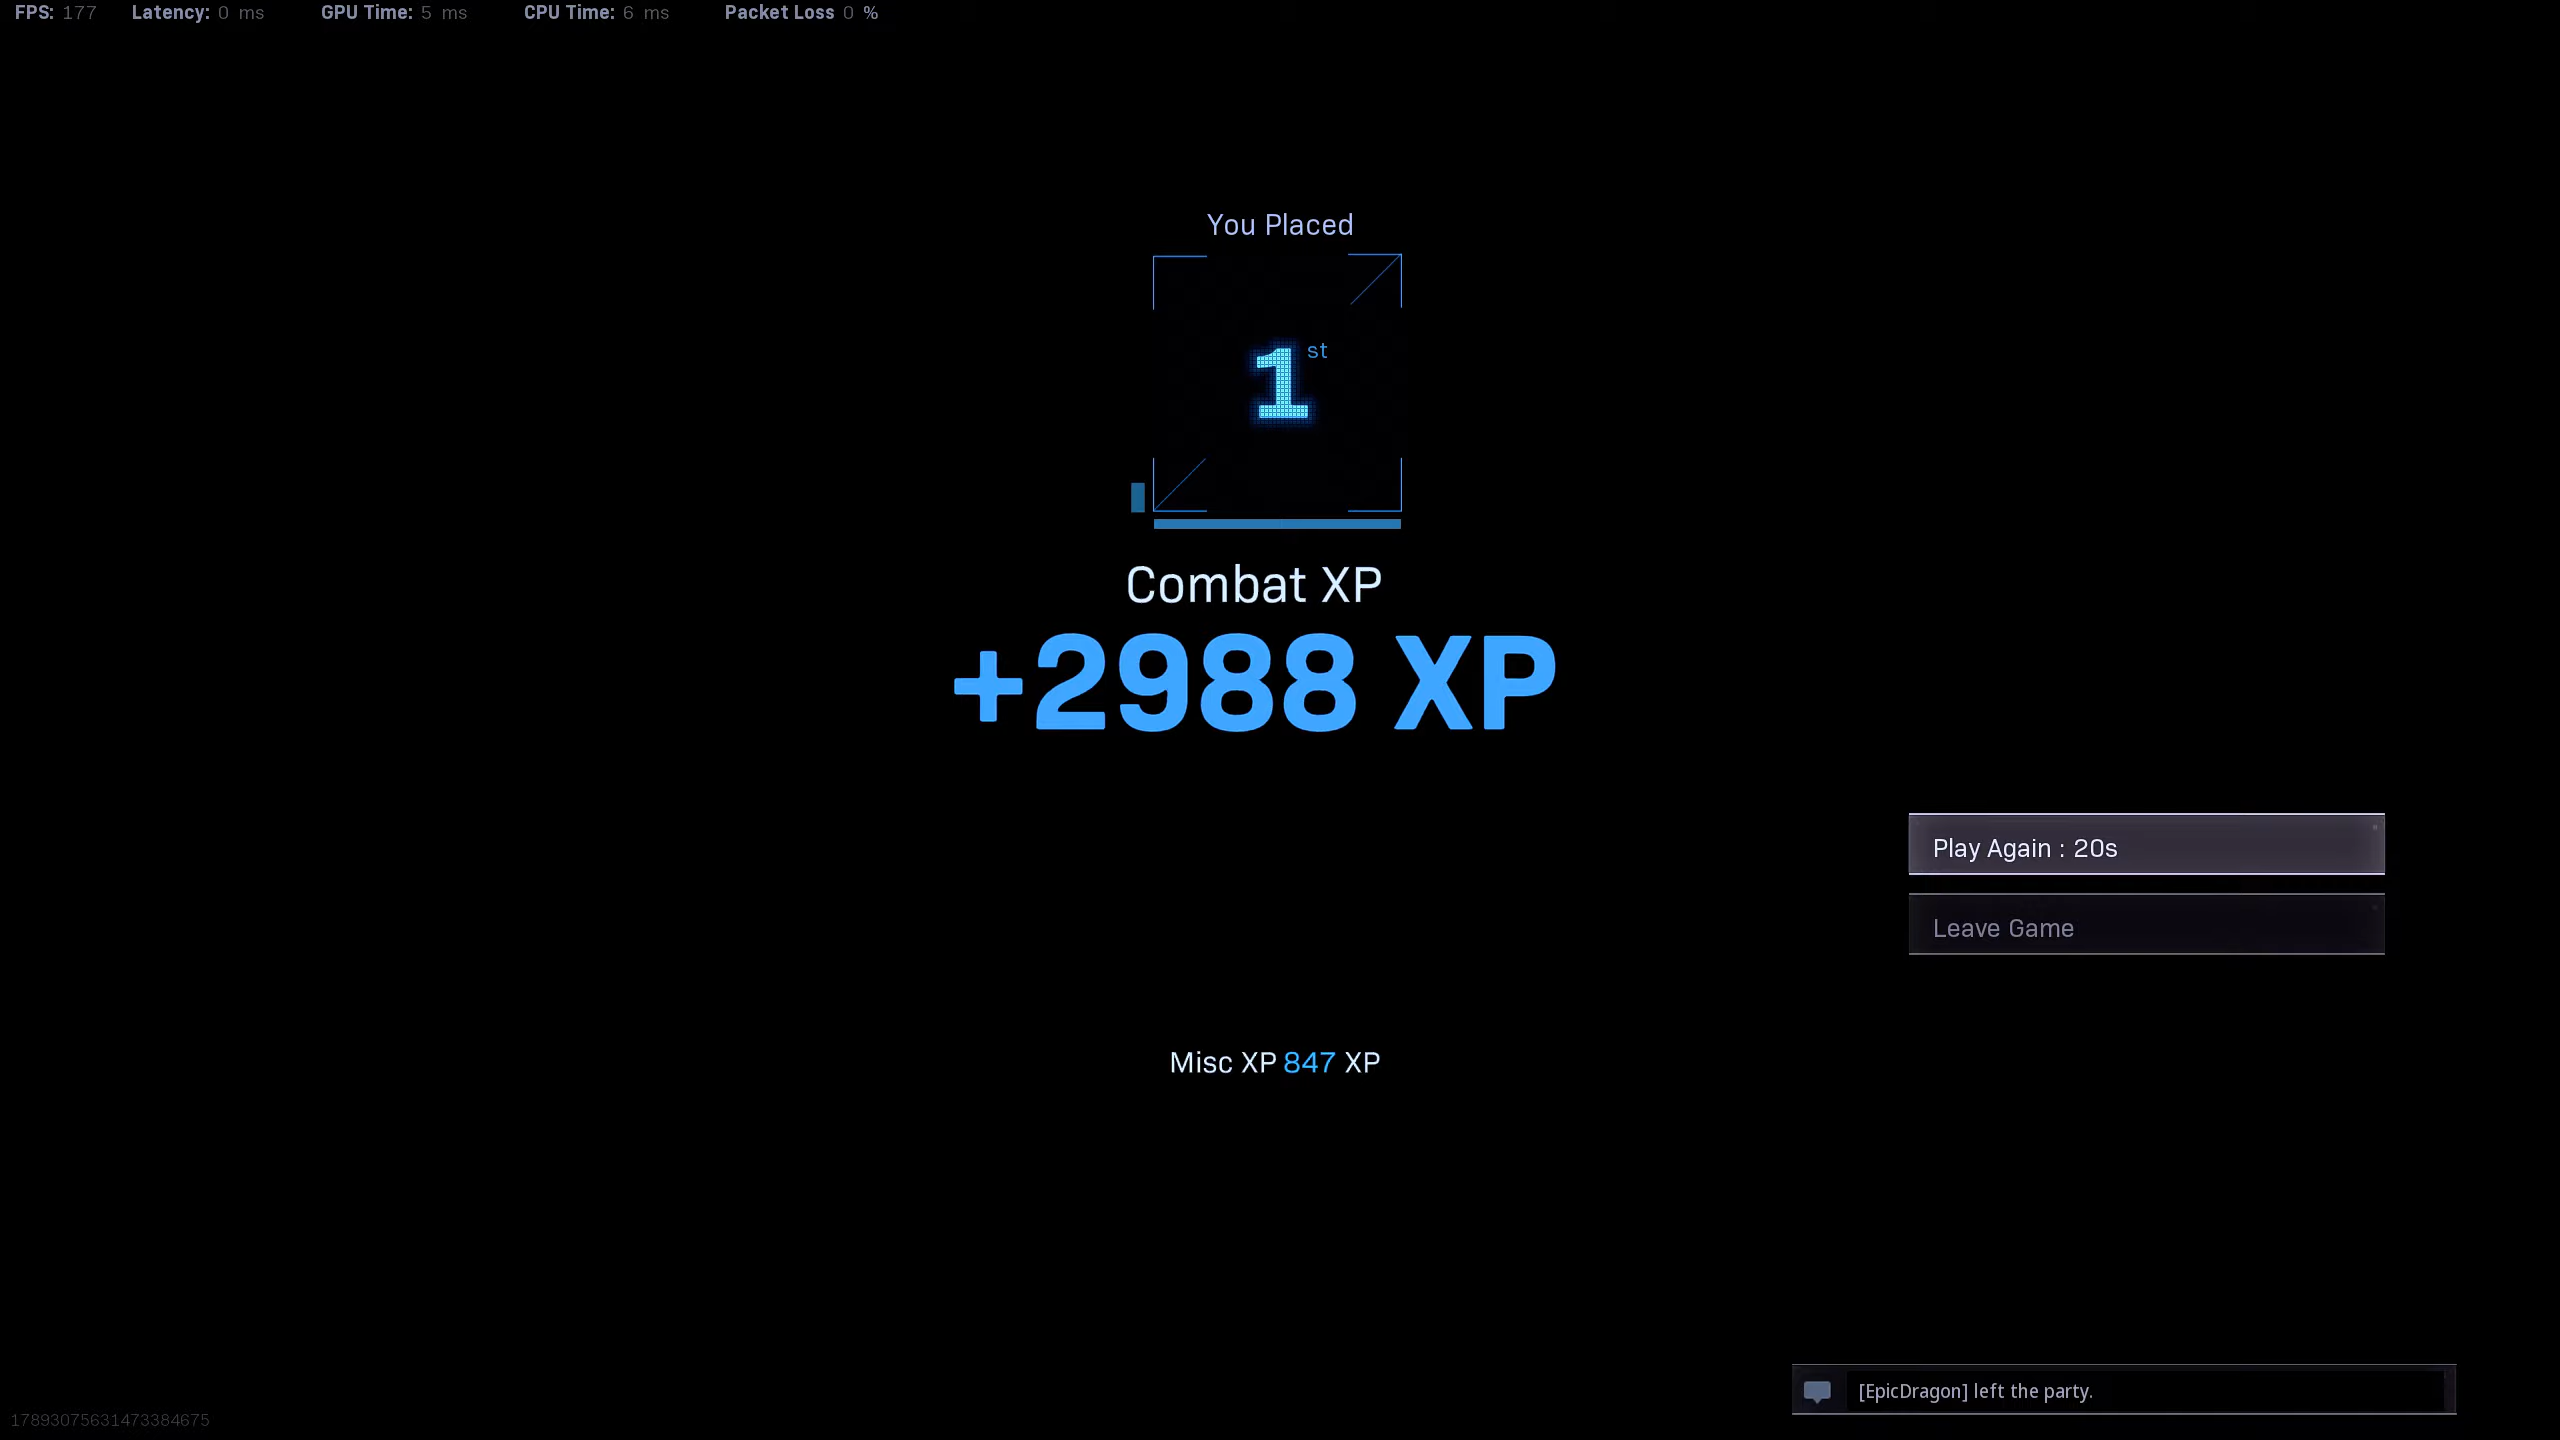 FPS: 177 Latency: 0 ms GPU Time: 5 ms CPU Time: 6 ms Packet Loss 0 %
You Placed
1st
Combat XP
+2988 XP
Play Again : 20s
Leave Game
Misc XP 847 XP
[EpicDragon] left the party.
17893075631473384675